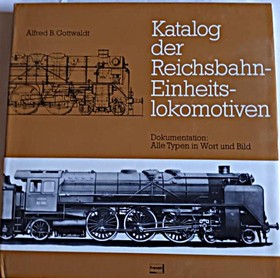 Alfred B. Gottwaldt
Katalog
der
Reichsbahn-
Einheits-
lokomotiven
Dokumentation:
Alle Typen in Wort und Bild